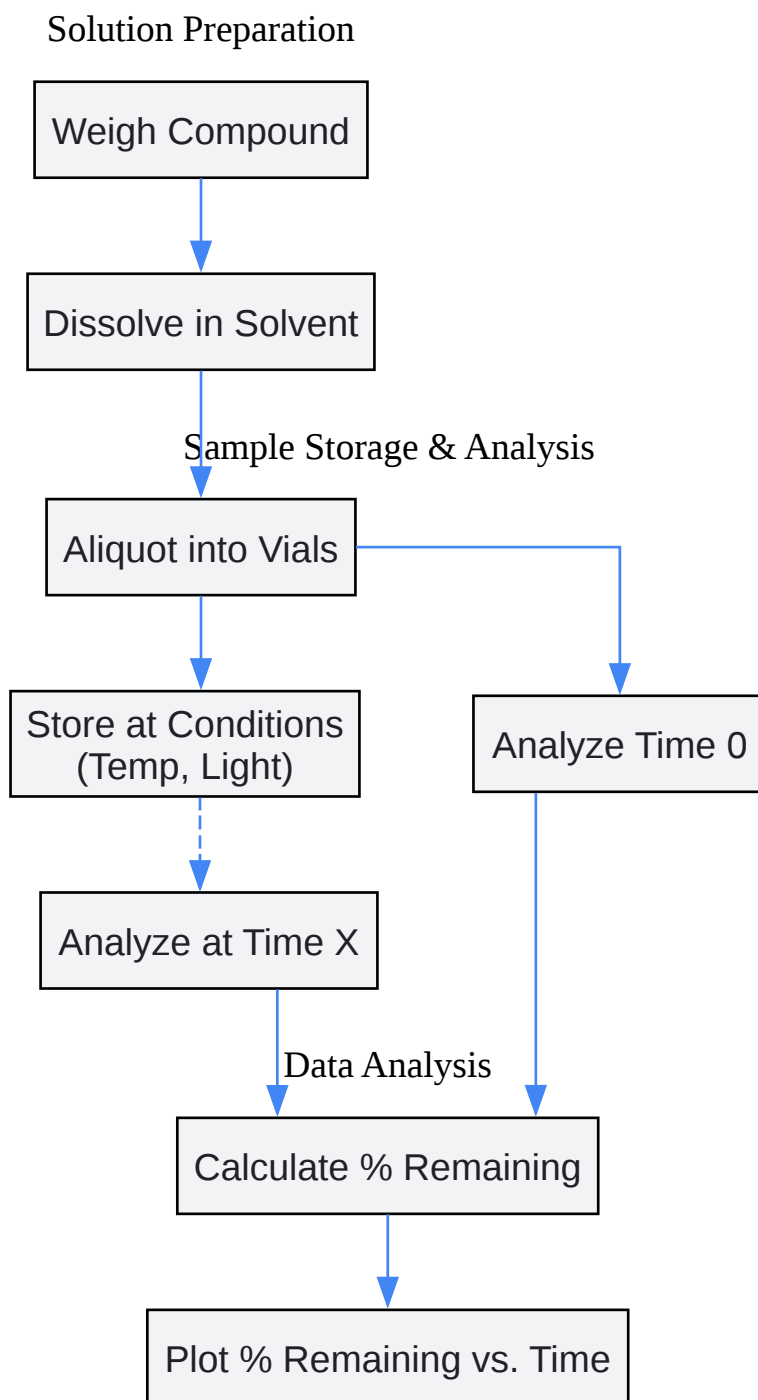 Solution Preparation
Weigh Compound
Dissolve in Solvent
Sample Storage & Analysis
Aliquot into Vials
Store at Conditions
(Temp, Light)
Analyze Time 0
Analyze at Time X
Data Analysis
Calculate % Remaining
Plot % Remaining vs. Time